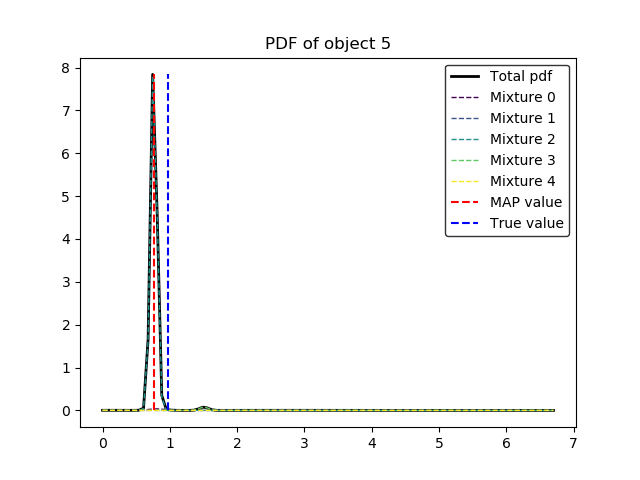 PDF of object 5
8
7
6
5
4
3
2
1
0
0 1 2 3 4 5 6 7
Total pdf
Mixture 0
Mixture 1
Mixture 2
Mixture 3
Mixture 4
MAP value
True value